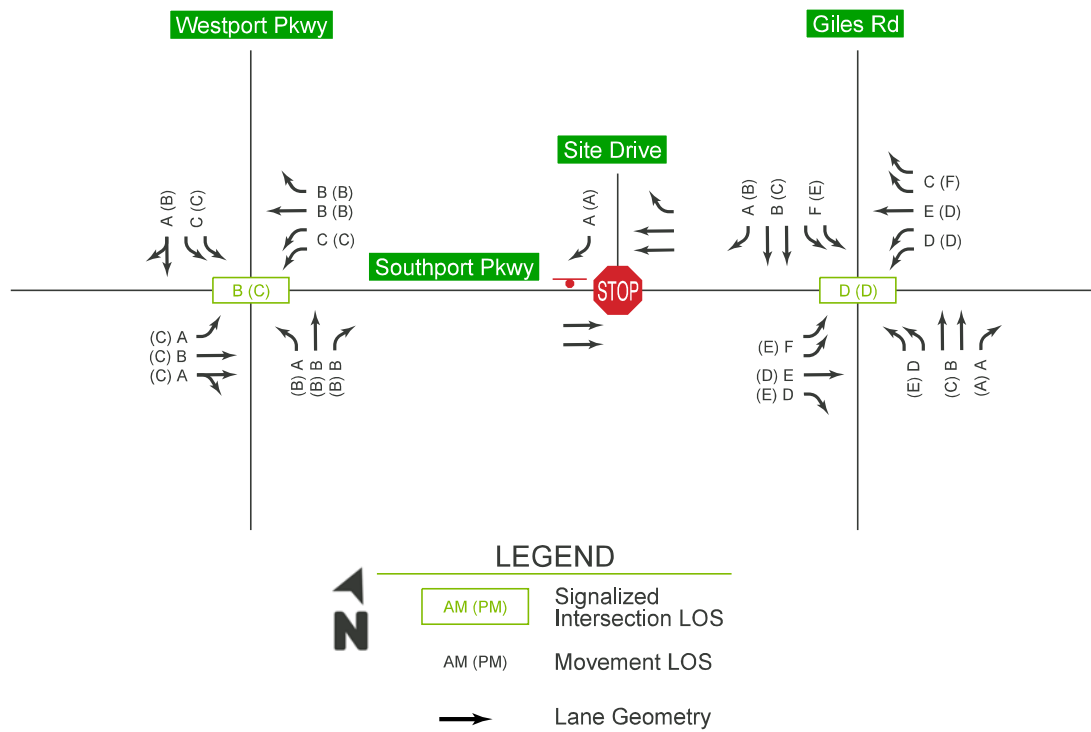 Westport Pkwy
Giles Rd
Site Drive
Southport Pkwy
A (B)
C (C)
B (B)
B (B)
C (C)
B (C)
(C) A
(C) B
(C) A
(B) A
(B) B
(B) B
A (A)
STOP
A (B)
B (C)
F (E)
C (F)
E (D)
D (D)
D (D)
(E) F
(D) E
(E) D
(E) D
(C) B
(A) A
LEGEND
N
AM (PM)
Signalized
Intersection LOS
AM (PM)
Movement LOS
Lane Geometry